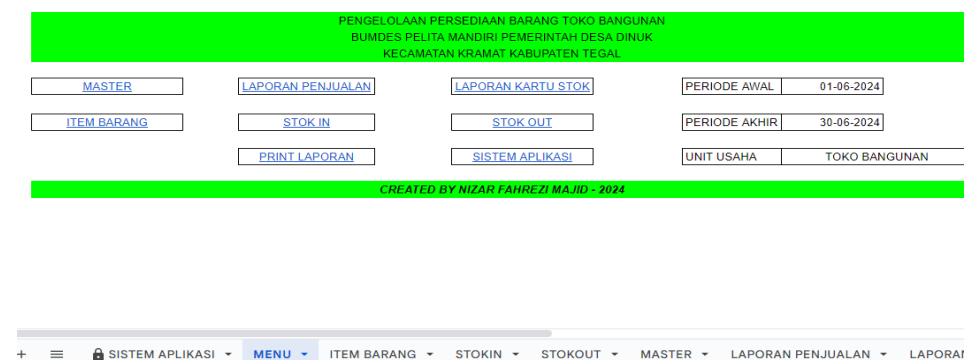 PENGELOLAAN PERSEDIAAN BARANG TOKO BANGUNAN
BUMDES PELITA MANDIRI PEMERINTAH DESA DINUK
KECAMATAN KRAMAT KABUPATEN TEGAL
MASTER LAPORAN PENJUALAN LAPORAN KARTU STOK PERIODE AWAL 01-06-2024
ITEM BARANG STOK IN STOK OUT PERIODE AKHIR 30-06-2024
PRINT LAPORAN SISTEM APLIKASI UNIT USAHA TOKO BANGUNAN
CREATED BY NIZAR FAHREZI MAJID - 2024
+ SISTEM APLIKASI MENU ITEM BARANG STOKIN STOKOUT MASTER LAPORAN PENJUALAN LAPORAN